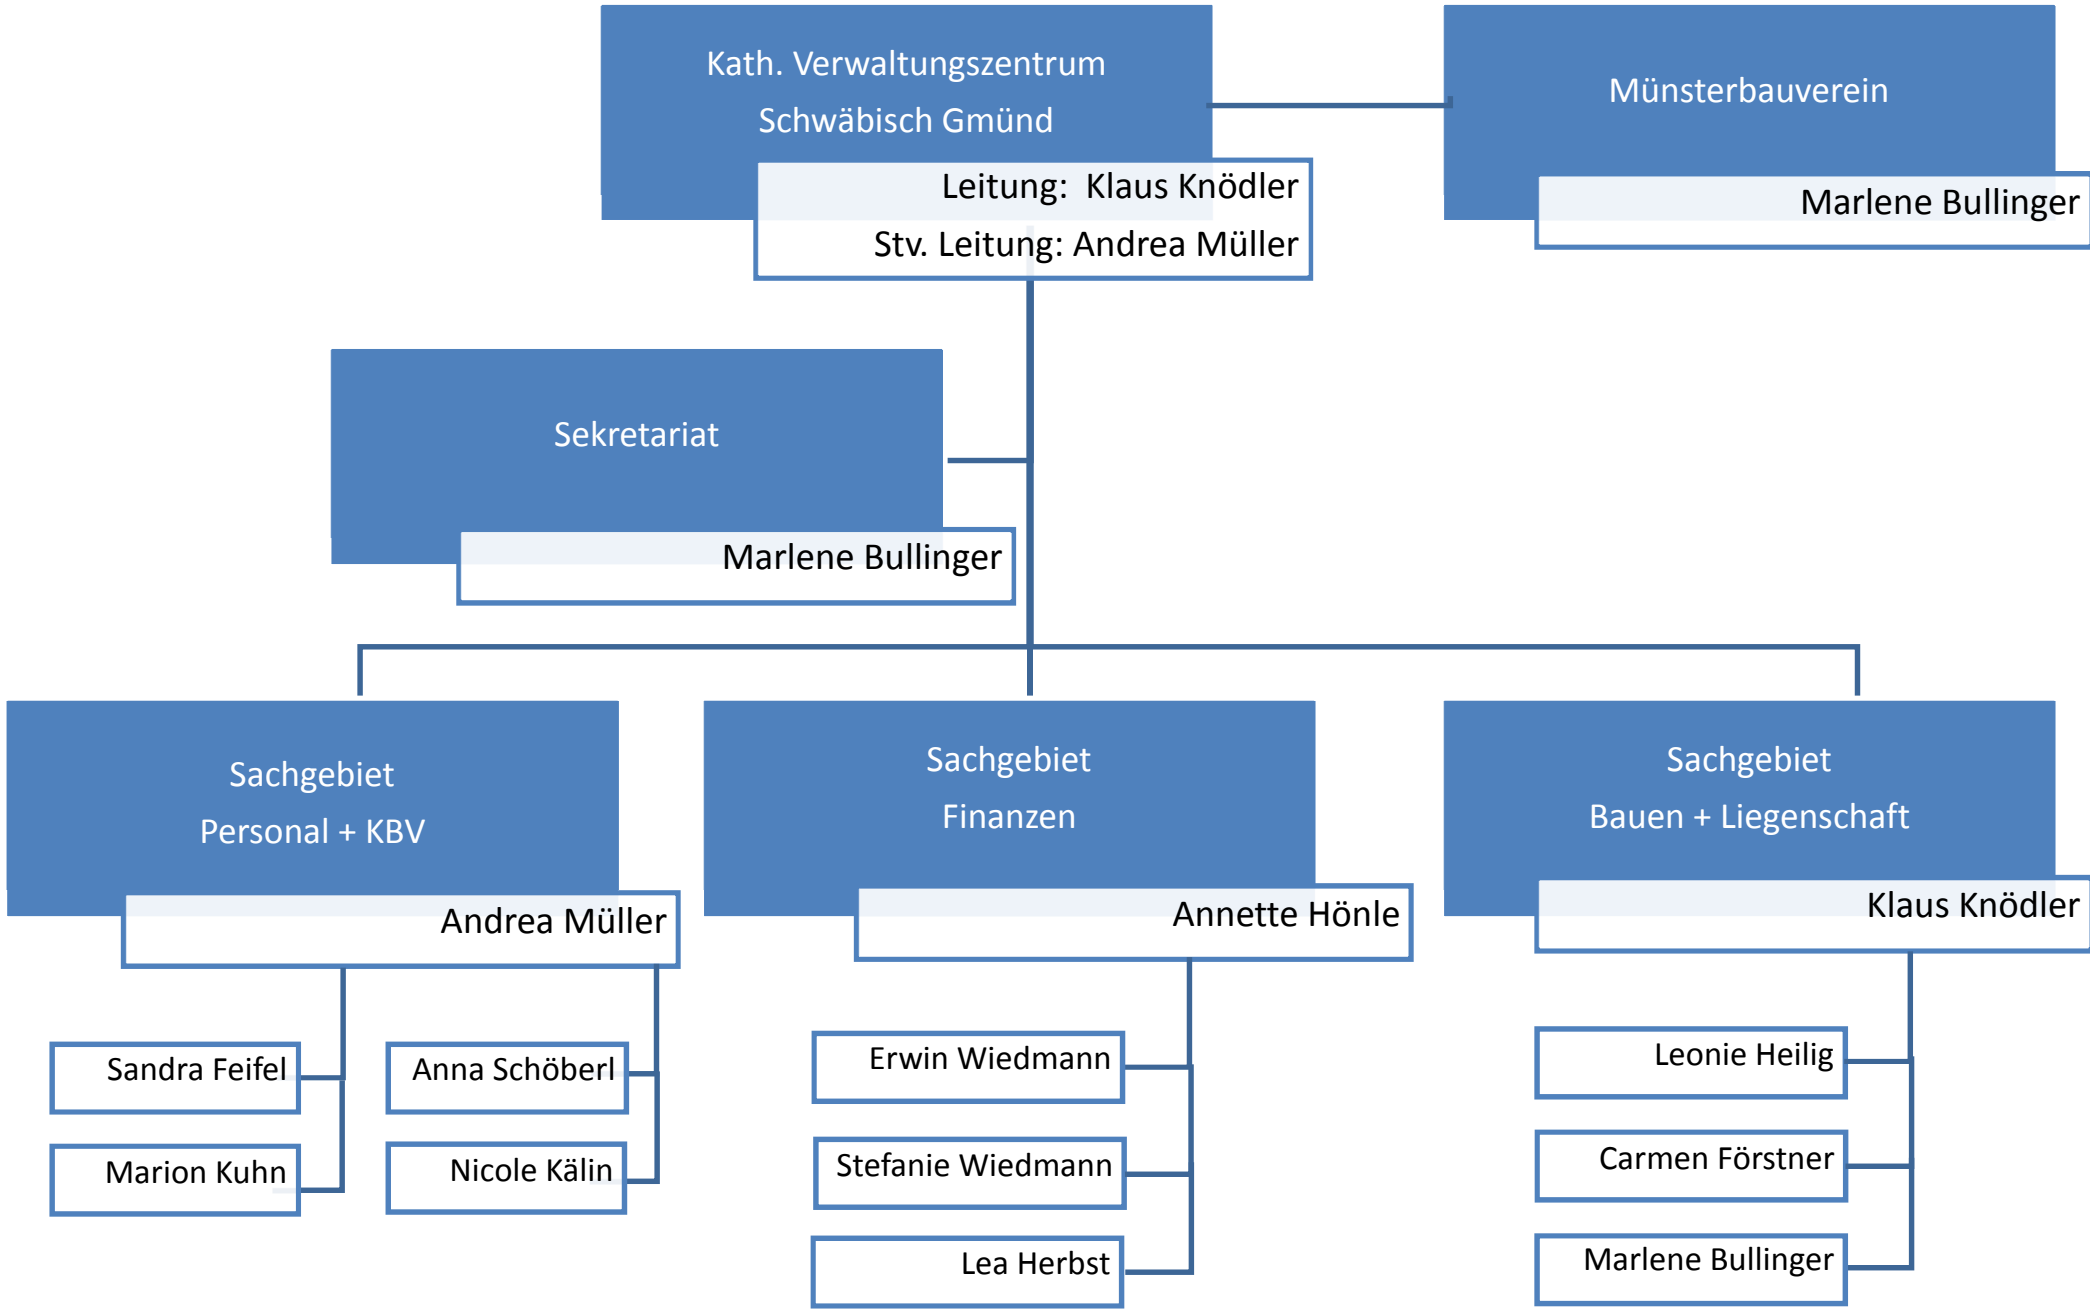 Kath. Verwaltungszentrum
Schwäbisch Gmünd
Leitung:  Klaus Knödler
Stv. Leitung: Andrea Müller
Münsterbauverein
Marlene Bullinger
Sekretariat
Marlene Bullinger
Sachgebiet
Personal + KBV
Andrea Müller
Sandra Feifel
Marion Kuhn
Anna Schöberl
Nicole Kälin
Sachgebiet
Finanzen
Annette Hönle
Erwin Wiedmann
Stefanie Wiedmann
Lea Herbst
Sachgebiet
Bauen + Liegenschaft
Klaus Knödler
Leonie Heilig
Carmen Förstner
Marlene Bullinger